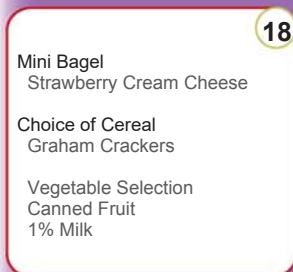 18
Mini Bagel
Strawberry Cream Cheese
Choice of Cereal
Graham Crackers
Vegetable Selection
Canned Fruit
1% Milk